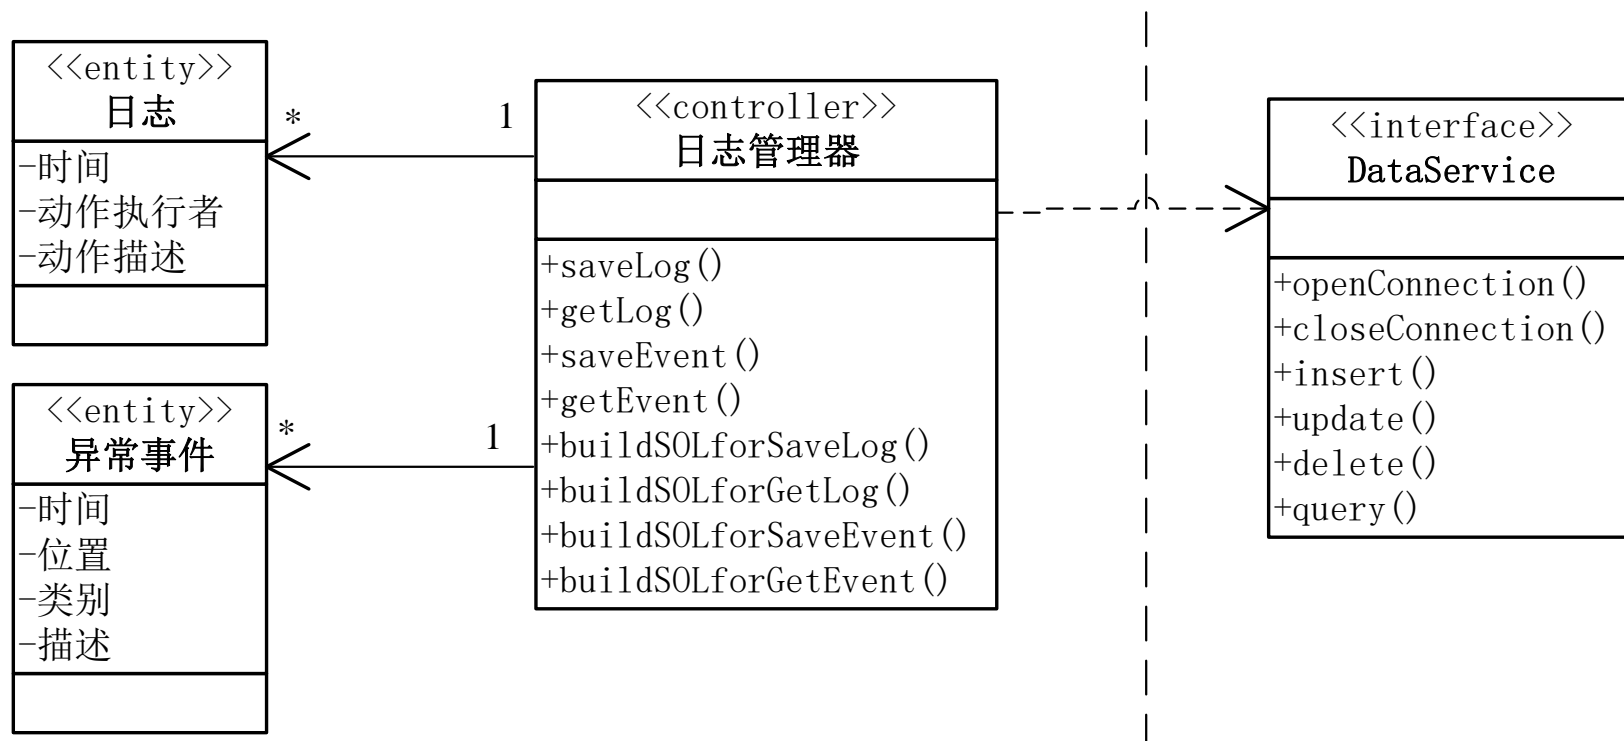 <<entity>>
日志
-时间
-动作执行者
-动作描述
*
1
<<entity>>
异常事件
-时间
-位置
-类别
-描述
*
1
<<controller>>
日志管理器
+saveLog()
+getLog()
+saveEvent()
+getEvent()
+buildSOLforSaveLog()
+buildSOLforGetLog()
+buildSOLforSaveEvent()
+buildSOLforGetEvent()
<<interface>>
DataService
+openConnection()
+closeConnection()
+insert()
+update()
+delete()
+query()